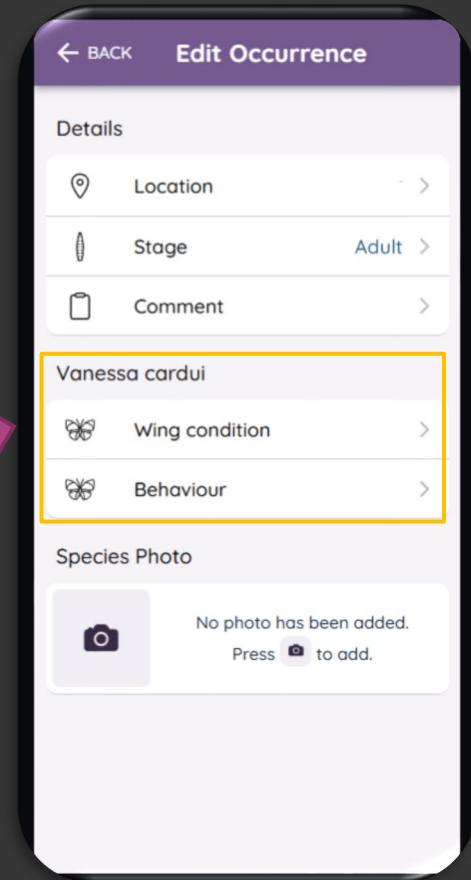 ← BACK Edit Occurrence
Details
Location
Stage Adult
Comment
Vanessa cardui
Wing condition
Behaviour
Species Photo
No photo has been added.
Press to add.